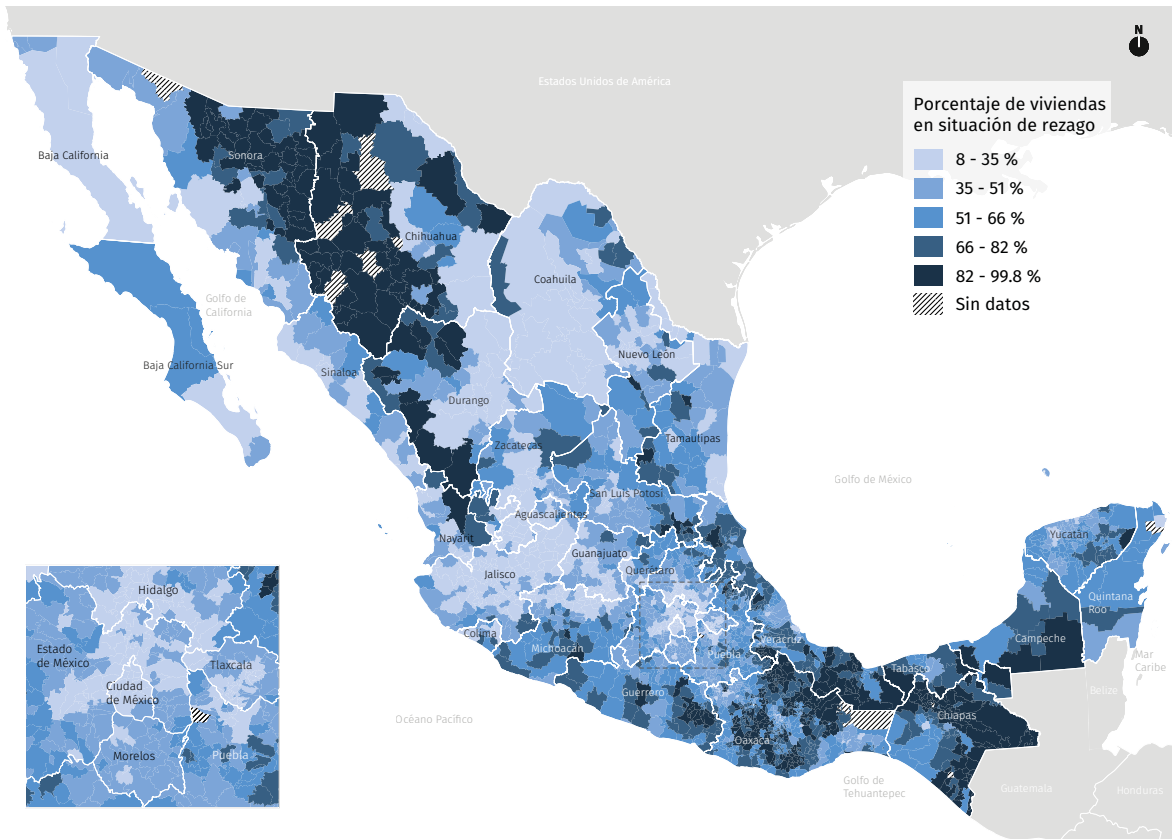 N
Estados Unidos de América
Porcentaje de viviendas
en situación de rezago
8 - 35 %
35 - 51 %
51 - 66 %
66 - 82 %
82 - 99.8 %
Sin datos
Baja California
Sonora
Chihuahua
Coahuila
Golfo de
California
Nuevo León
Baja California Sur
Sinaloa
Durango
Zacatecas
Tamaulipas
Golfo de México
San Luis Potosí
Aguascalientes
Nayarit
Guanajuato
Querétaro
Jalisco
Yucatán
Quintana
Roo
Campeche
Colima
Michoacán
Veracruz
Puebla
Tabasco
Mar
Caribe
Belize
Guerrero
Océano Pacífico
Chiapas
Oaxaca
Golfo de
Tehuantepec
Guatemala
Honduras
Hidalgo
Estado
de México
Tlaxcala
Ciudad
de México
Morelos
Puebla